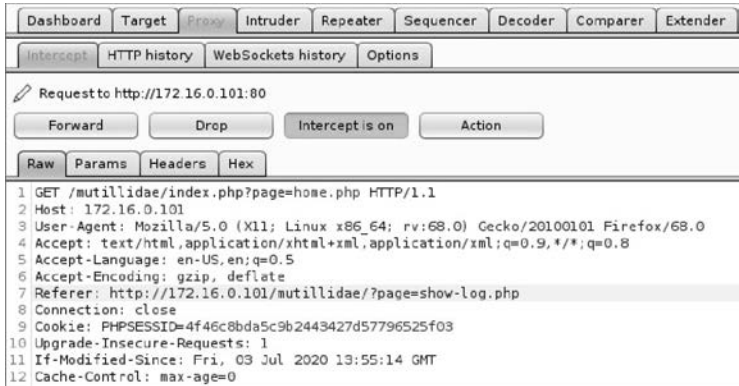 Dashboard Target Proxy Intruder Repeater Sequencer Decoder Comparer Extender
Intercept HTTP history WebSockets history Options
Request to http://172.16.0.101:80
Forward Drop Intercept is on Action
Raw Params Headers Hex
1 GET /mutillidae/index.php?page=home.php HTTP/1.1
2 Host: 172.16.0.101
3 User-Agent: Mozilla/5.0 (X11; Linux x86_64; rv:68.0) Gecko/20100101 Firefox/68.0
4 Accept: text/html,application/xhtml+xml,application/xml;q=0.9,*/*;q=0.8
5 Accept-Language: en-US,en;q=0.5
6 Accept-Encoding: gzip, deflate
7 Referer: http://172.16.0.101/mutillidae/?page=show-log.php
8 Connection: close
9 Cookie: PHPSESSID=4f46c8bda5c9b2443427d57796525f03
10 Upgrade-Insecure-Requests: 1
11 If-Modified-Since: Fri, 03 Jul 2020 13:55:14 GMT
12 Cache-Control: max-age=0